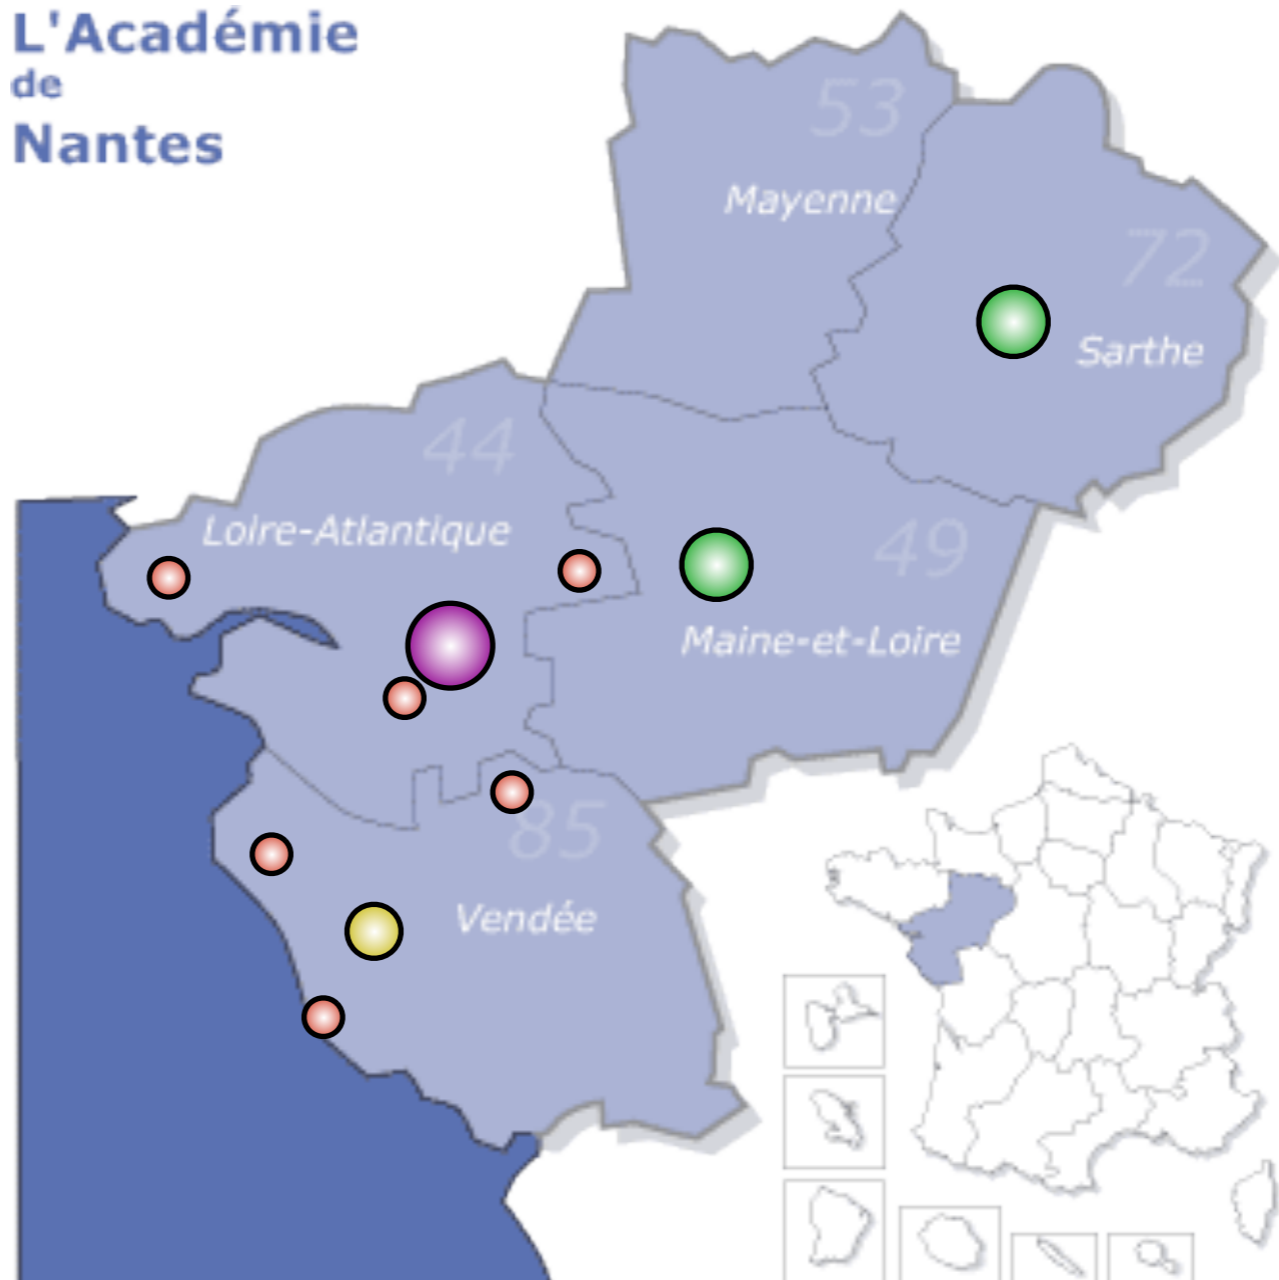 L'Académie
de
Nantes
53
Mayenne
72
Sarthe
44
Loire-Atlantique
49
Maine-et-Loire
85
Vendée